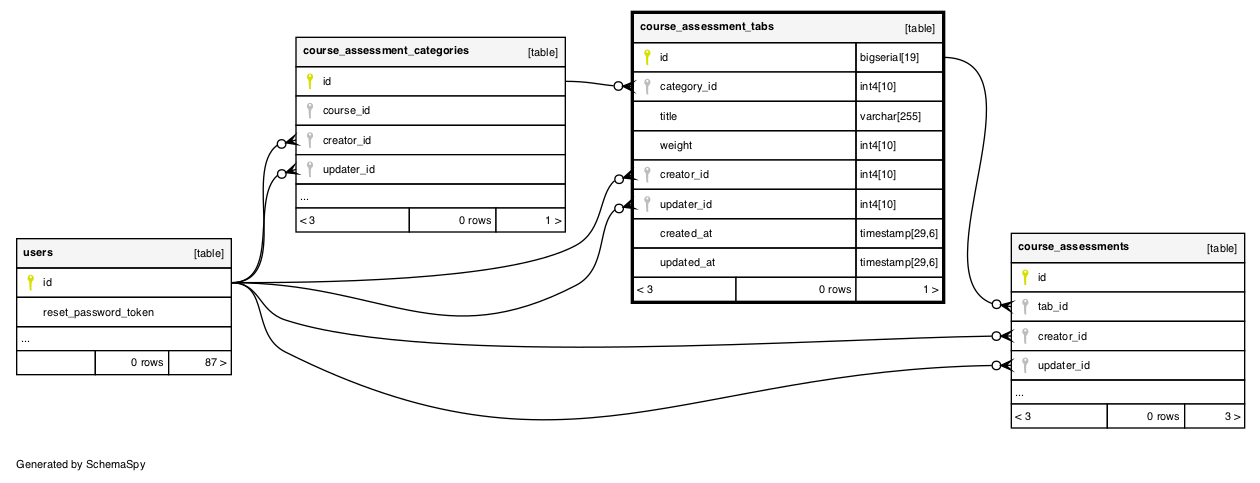 course_assessment_categories [table]
id
course_id
creator_id
updater_id
...
< 3 0 rows 1 >
course_assessment_tabs [table]
id bigserial[19]
category_id int4[10]
title varchar[255]
weight int4[10]
creator_id int4[10]
updater_id int4[10]
created_at timestamp[29,6]
updated_at timestamp[29,6]
< 3 0 rows 1 >
users [table]
id
reset_password_token
...
0 rows 87 >
course_assessments [table]
id
tab_id
creator_id
updater_id
...
< 3 0 rows 3 >
Generated by SchemaSpy